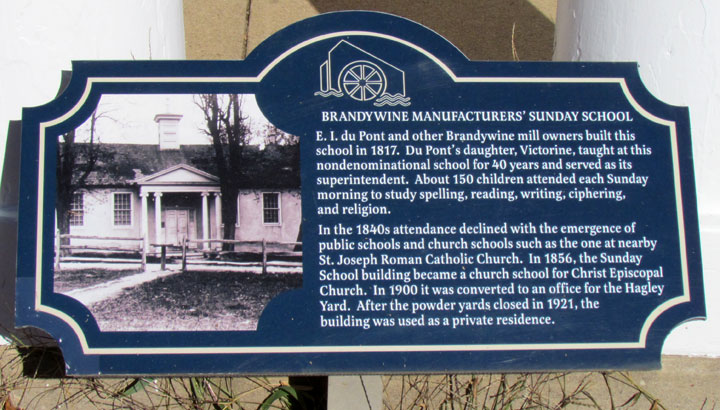 BRANDYWINE MANUFACTURERS' SUNDAY SCHOOL
E. I. du Pont and other Brandywine mill owners built this
school in 1817. Du Pont's daughter, Victorine, taught at this
nondenominational school for 40 years and served as its
superintendent. About 150 children attended each Sunday
morning to study spelling, reading, writing, ciphering,
and religion.
In the 1840s attendance declined with the emergence of
public schools and church schools such as the one at nearby
St. Joseph Roman Catholic Church. In 1856, the Sunday
School building became a church school for Christ Episcopal
Church. In 1900 it was converted to an office for the Hagley
Yard. After the powder yards closed in 1921, the
building was used as a private residence.